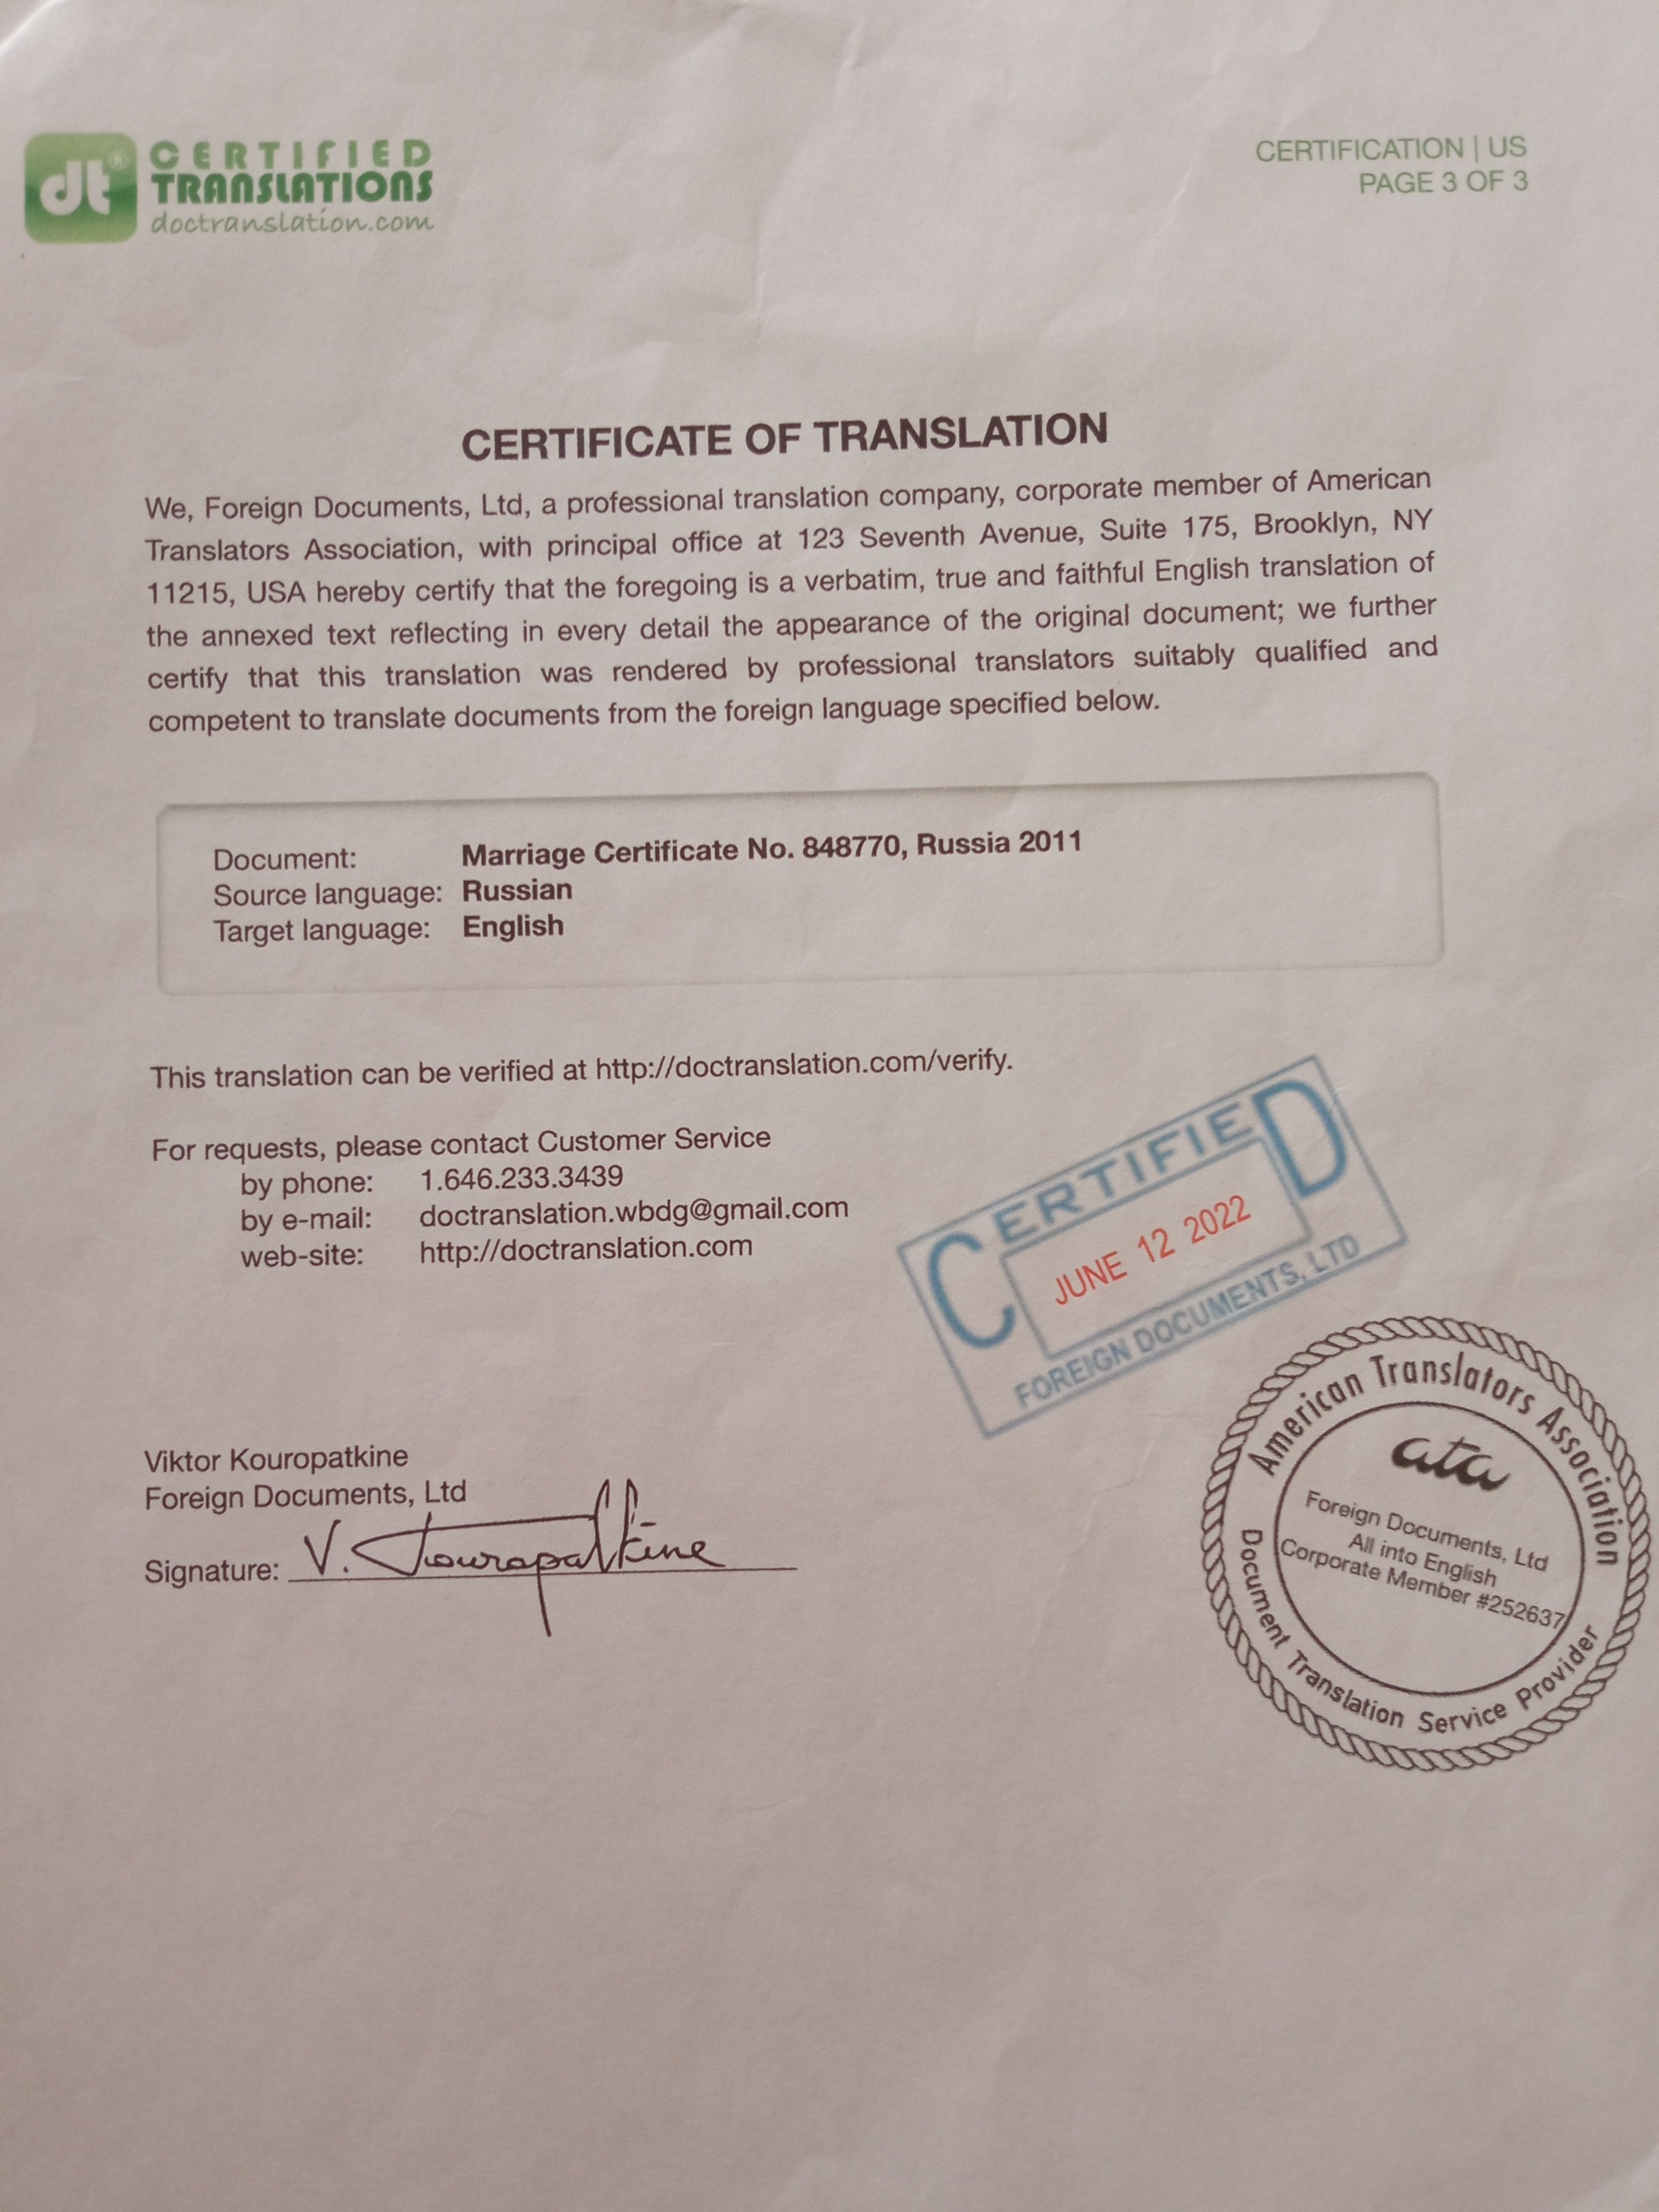 dt® CERTIFIED
TRANSLATIONS
doctranslation.com
CERTIFICATION | US
PAGE 3 OF 3
CERTIFICATE OF TRANSLATION
We, Foreign Documents, Ltd, a professional translation company, corporate member of American
Translators Association, with principal office at 123 Seventh Avenue, Suite 175, Brooklyn, NY
11215, USA hereby certify that the foregoing is a verbatim, true and faithful English translation of
the annexed text reflecting in every detail the appearance of the original document; we further
certify that this translation was rendered by professional translators suitably qualified and
competent to translate documents from the foreign language specified below.
Document: Marriage Certificate No. 848770, Russia 2011
Source language: Russian
Target language: English
This translation can be verified at http://doctranslation.com/verify.
For requests, please contact Customer Service
by phone: 1.646.233.3439
by e-mail: doctranslation.wbdg@gmail.com
web-site: http://doctranslation.com
CERTIFIED
JUNE 12 2022
FOREIGN DOCUMENTS, LTD
Viktor Kouropatkine
Foreign Documents, Ltd
Signature: V. Kouropatkine
American Translators Association
ata
Foreign Documents, Ltd
All into English
Corporate Member #252637
Document Translation Service Provider